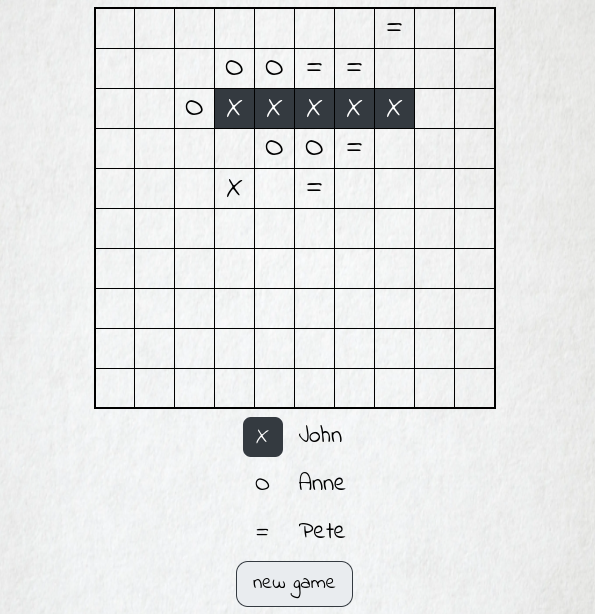 =
O O = =
O X X X X X
O O =
X =
X John
O Anne
= Pete
new game